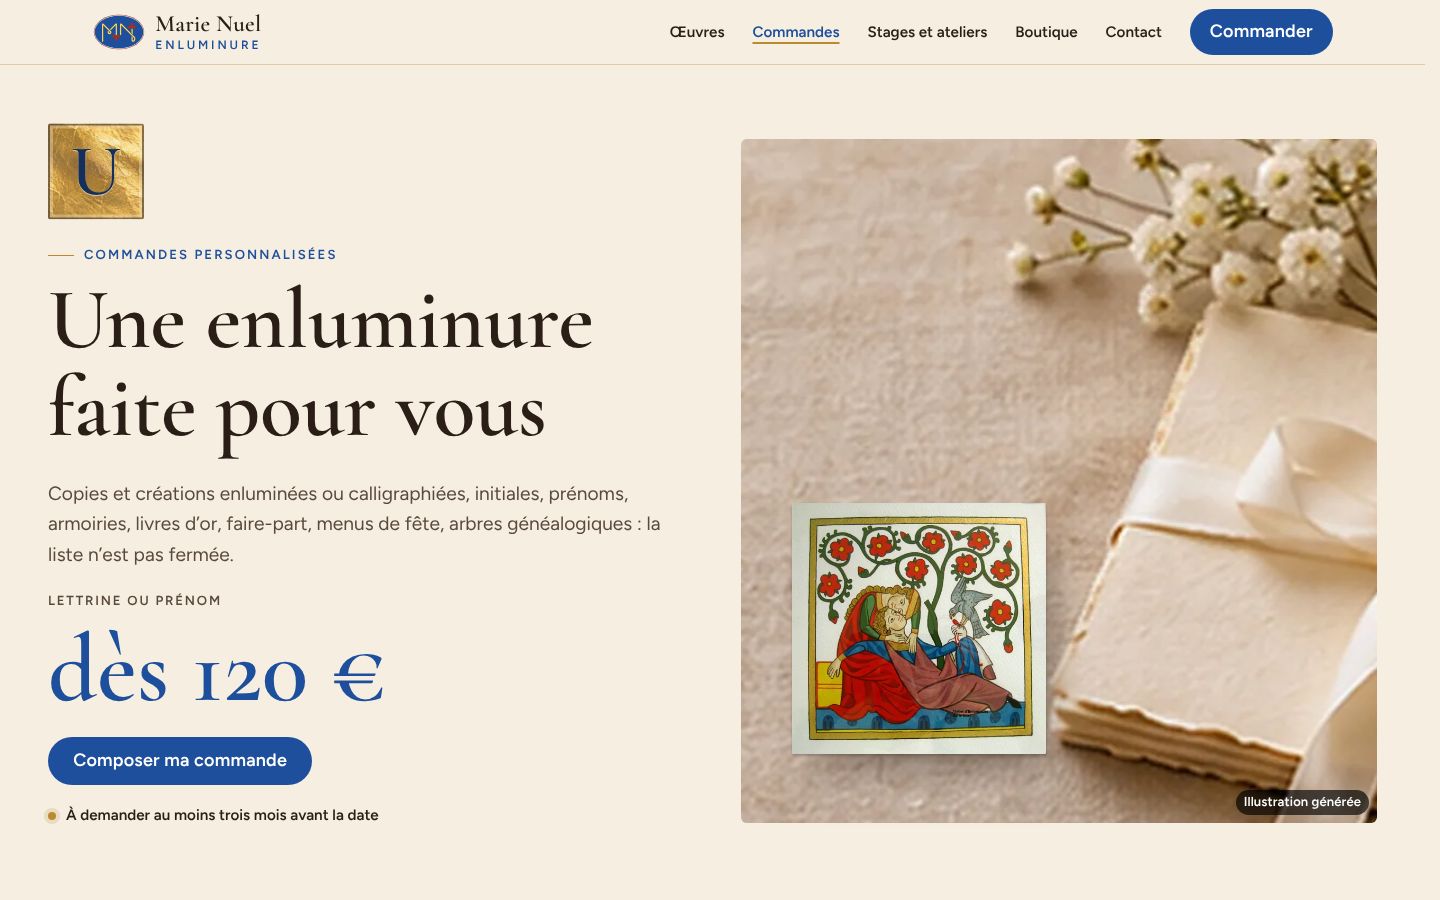 MN
Marie Nuel
ENLUMINURE
Œuvres
Commandes
Stages et ateliers
Boutique
Contact
Commander
U
COMMANDES PERSONNALISÉES
Une enluminure
faite pour vous
Copies et créations enluminées ou calligraphiées, initiales, prénoms,
armoiries, livres d’or, faire-part, menus de fête, arbres généalogiques : la
liste n’est pas fermée.
LETTRINE OU PRÉNOM
dès 120 €
Composer ma commande
À demander au moins trois mois avant la date
Illustration générée